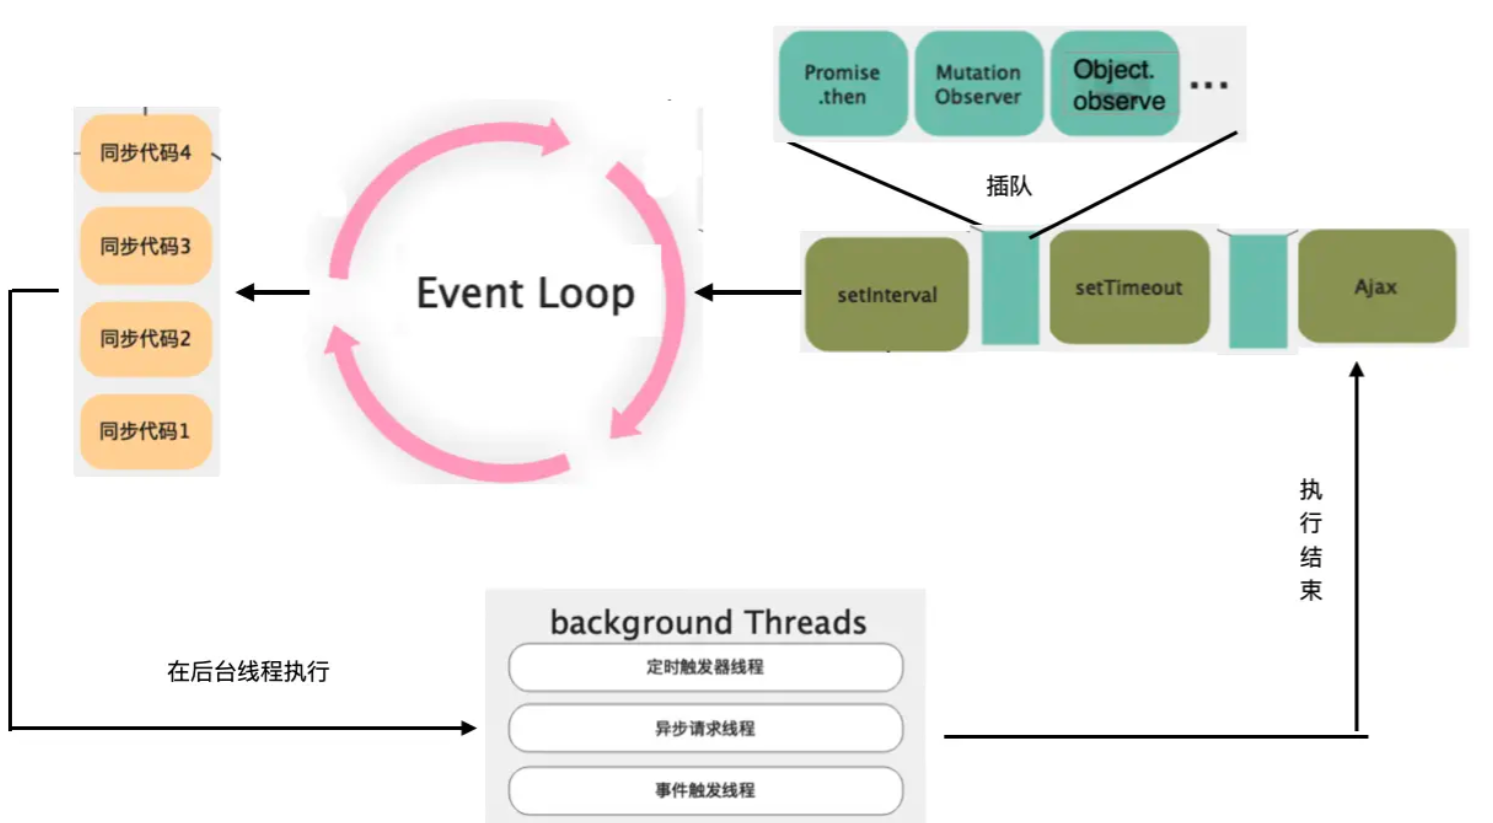 Promise
.then
Mutation
Observer
Object.
observe
...
插队
同步代码4
同步代码3
同步代码2
同步代码1
Event Loop
setInterval
setTimeout
Ajax
执
行
结
束
在后台线程执行
background Threads
定时触发器线程
异步请求线程
事件触发线程